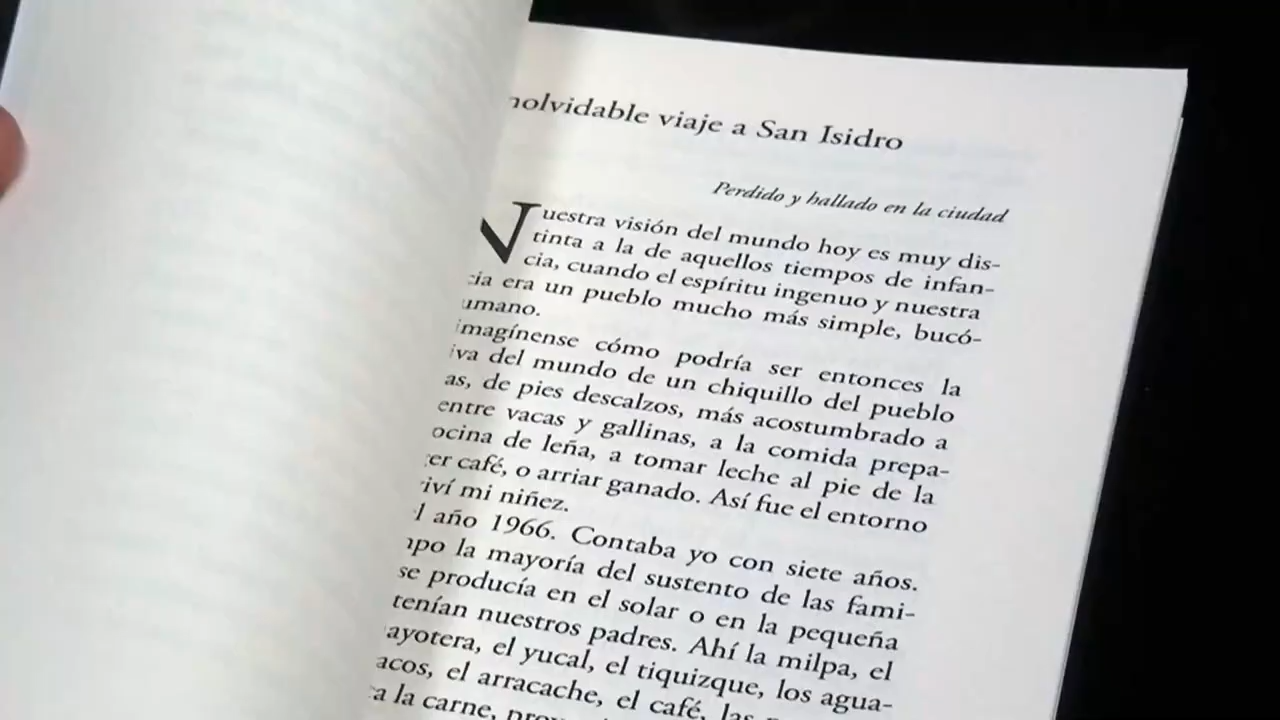 nolvidable viaje a San Isidro
Perdido y hallado en la ciudad
Nuestra visión del mundo hoy es muy dis-
tinta a la de aquellos tiempos de infan-
cia, cuando el espíritu ingenuo y nuestra
cia era un pueblo mucho más simple, bucó-
umano.
imagínense cómo podría ser entonces la
iva del mundo de un chiquillo del pueblo
as, de pies descalzos, más acostumbrado a
entre vacas y gallinas, a la comida prepa-
ocina de leña, a tomar leche al pie de la
er café, o arriar ganado. Así fue el entorno
iví mi niñez.
l año 1966. Contaba yo con siete años.
mpo la mayoría del sustento de las fami-
se producía en el solar o en la pequeña
tenían nuestros padres. Ahí la milpa, el
ayotera, el yucal, el tiquizque, los agua-
acos, el arracache, el café, las
a la carne,